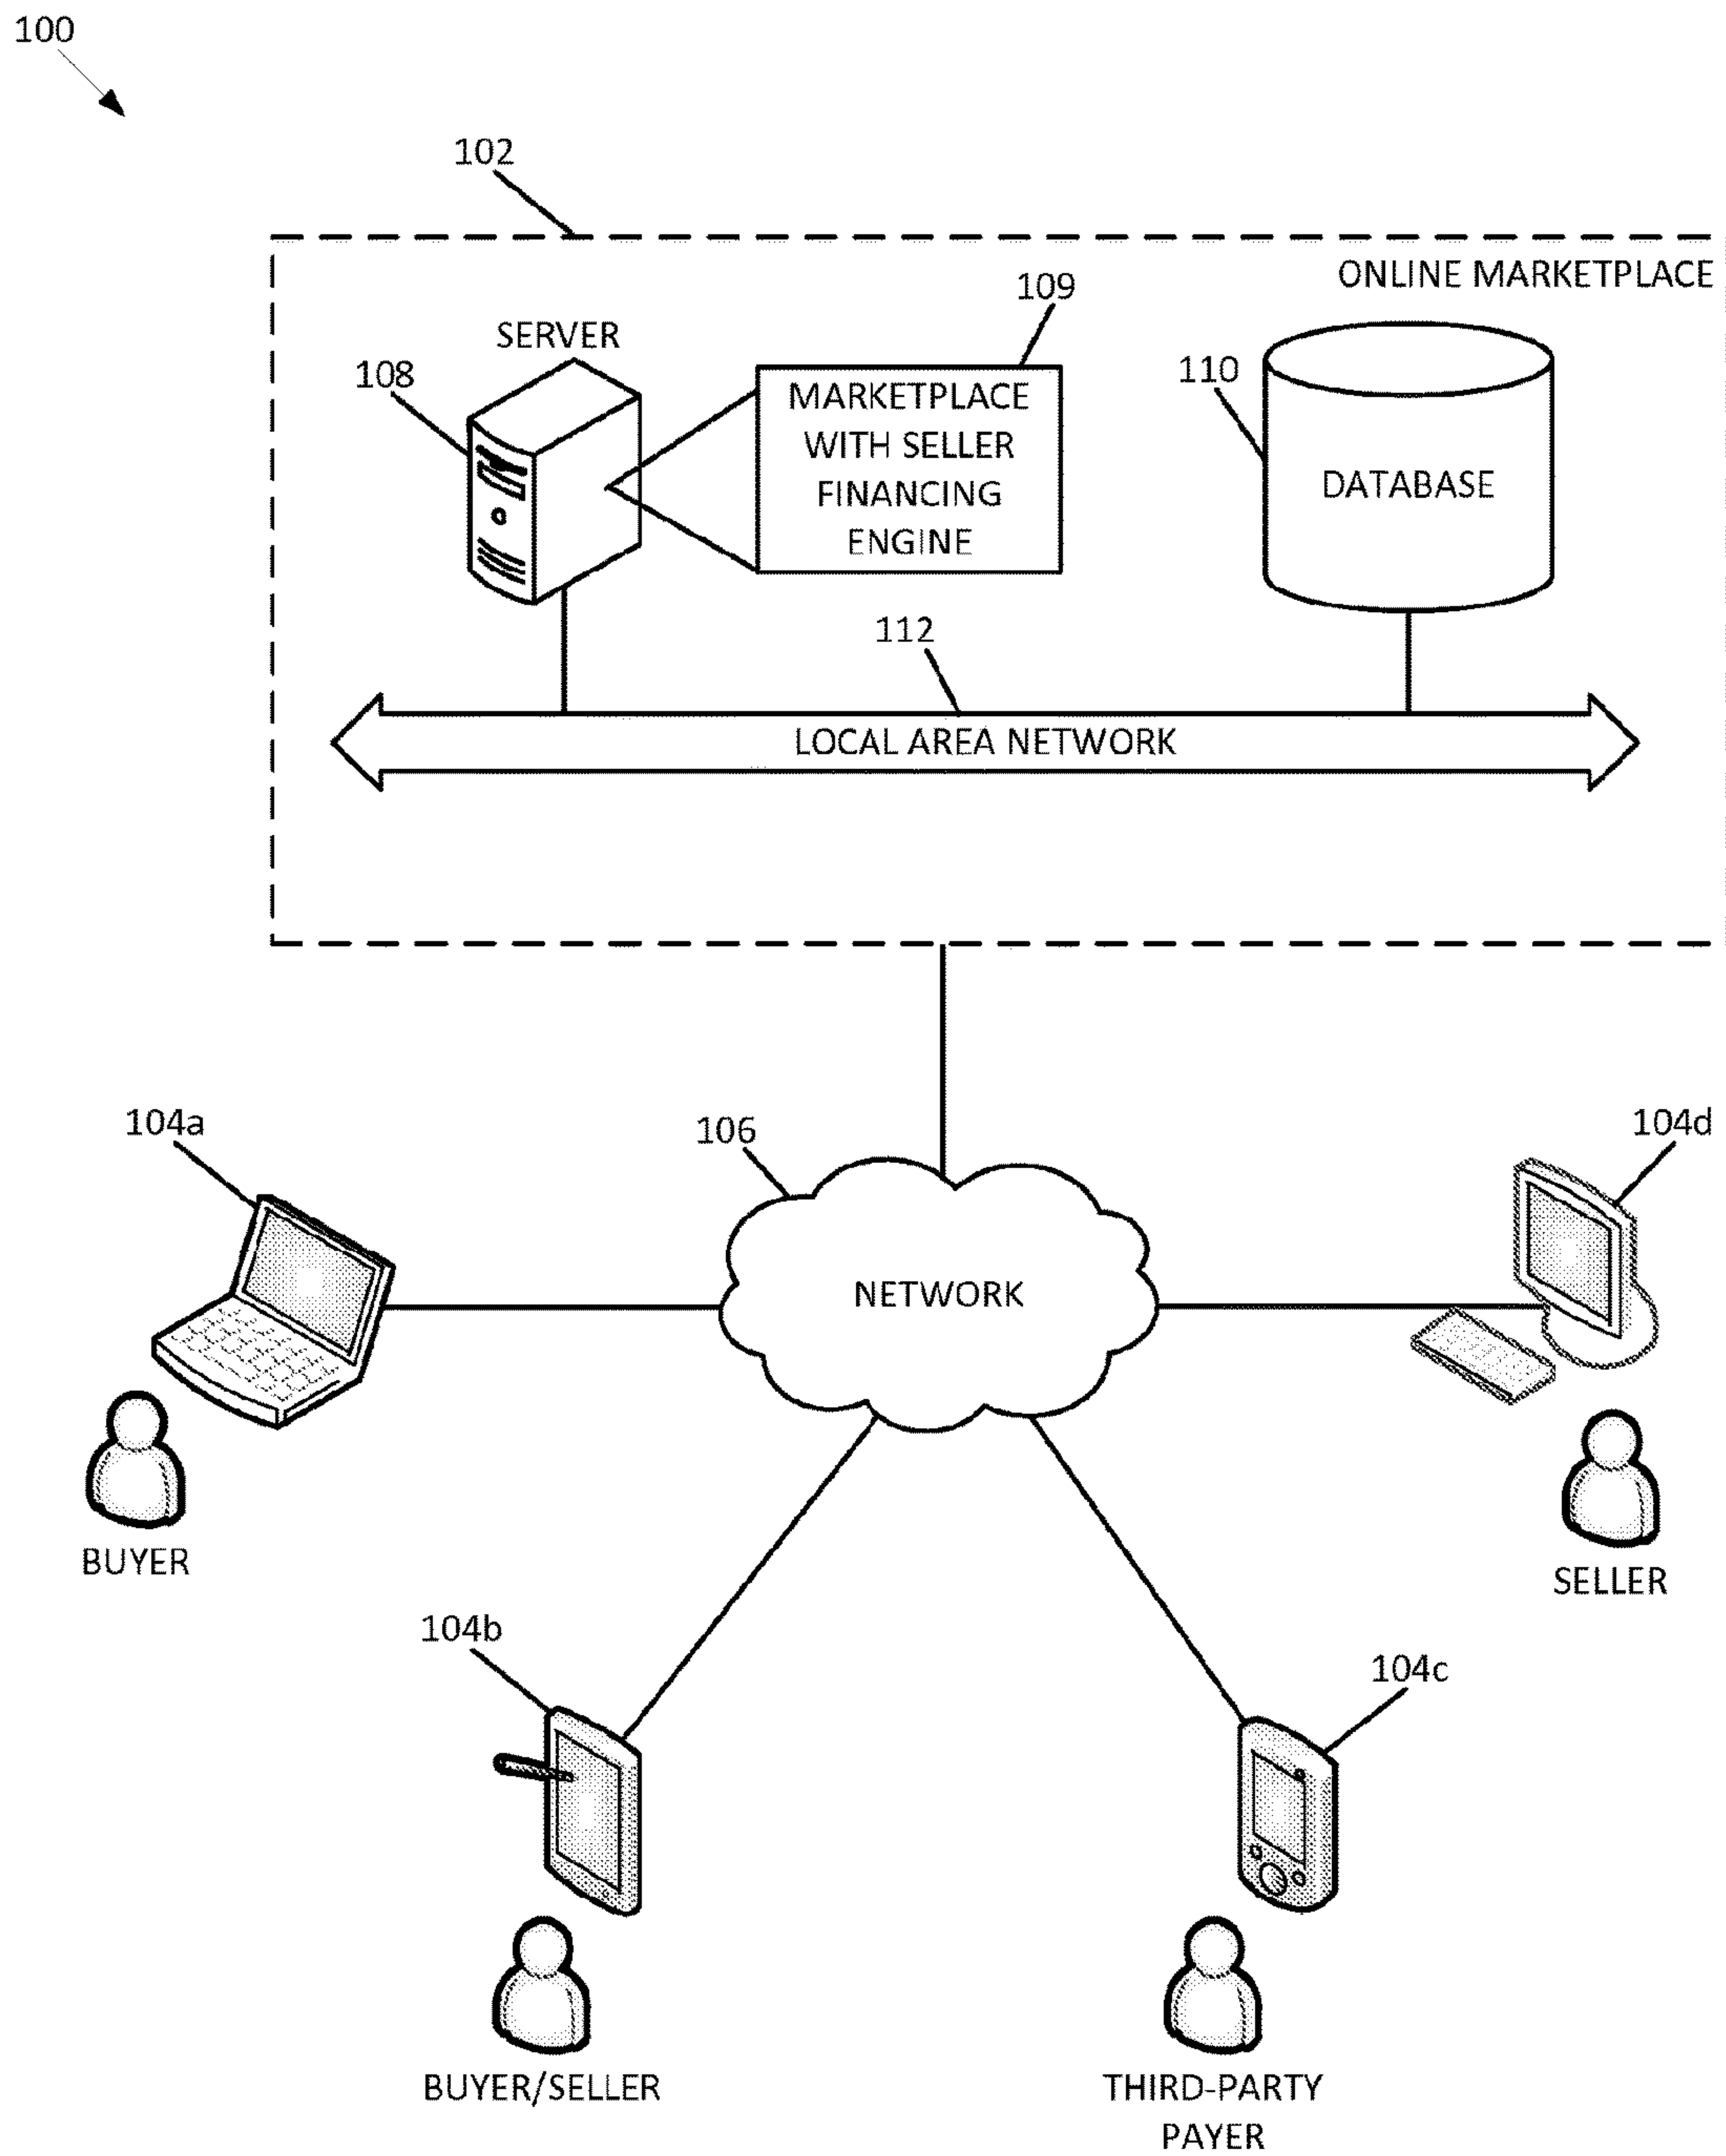 100
102
ONLINE MARKETPLACE
109
SERVER
108
MARKETPLACE
WITH SELLER
FINANCING
ENGINE
110
DATABASE
112
LOCAL AREA NETWORK
104a
106
104d
NETWORK
BUYER
SELLER
104b
104c
BUYER/SELLER
THIRD-PARTY
PAYER